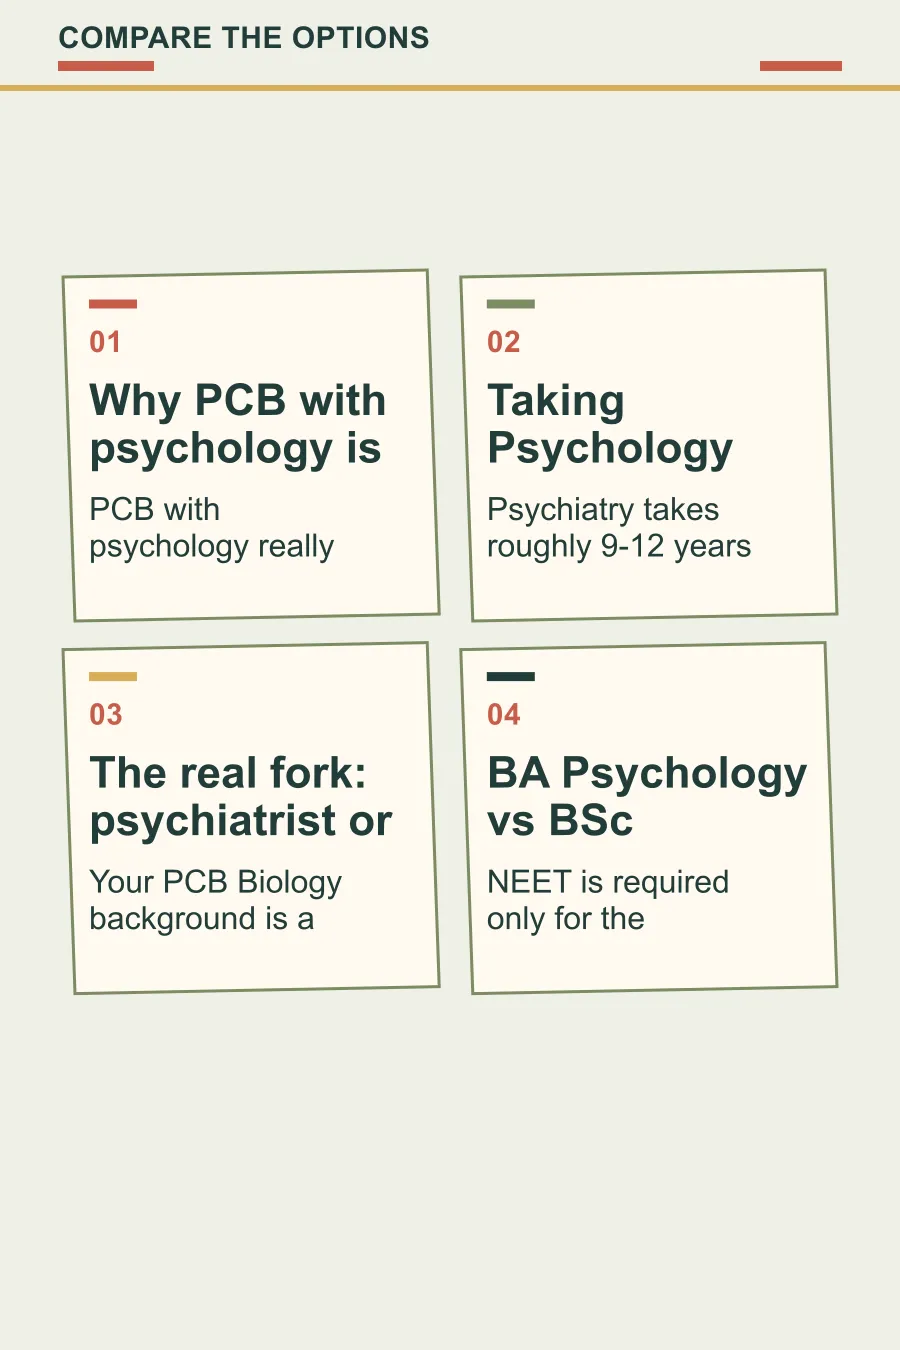 COMPARE THE OPTIONS
01
Why PCB with
psychology is
PCB with
psychology really
02
Taking
Psychology
Psychiatry takes
roughly 9-12 years
03
The real fork:
psychiatrist or
Your PCB Biology
background is a
04
BA Psychology
vs BSc
NEET is required
only for the